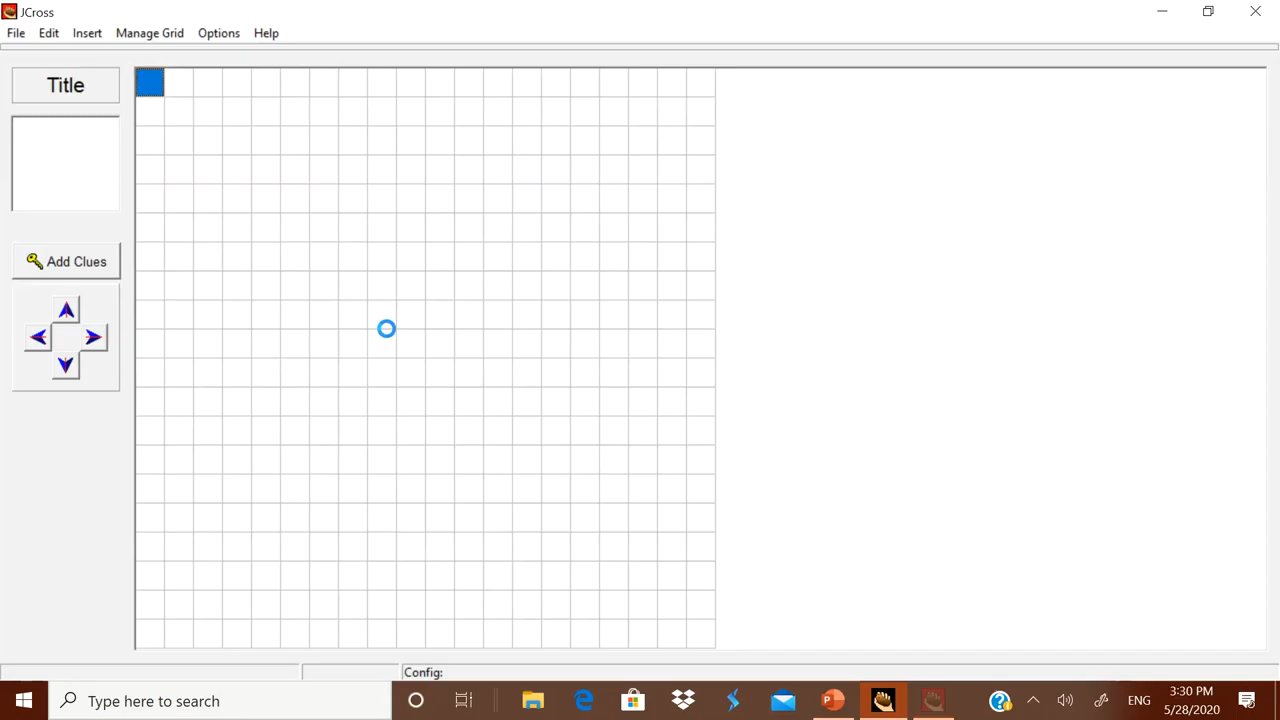 JCross
File Edit Insert Manage Grid Options Help
Title
Add Clues
Config:
Type here to search
ENG
3:30 PM
5/28/2020